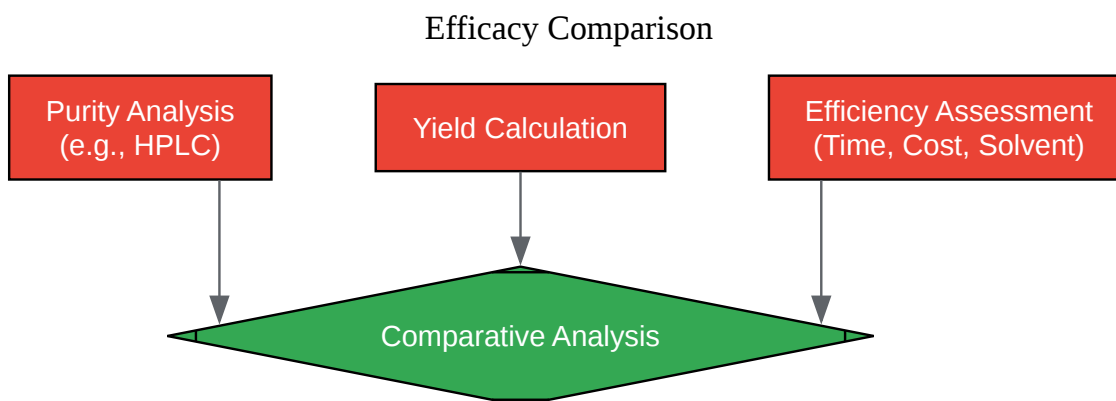 Efficacy Comparison
Purity Analysis
(e.g., HPLC)
Yield Calculation
Efficiency Assessment
(Time, Cost, Solvent)
Comparative Analysis